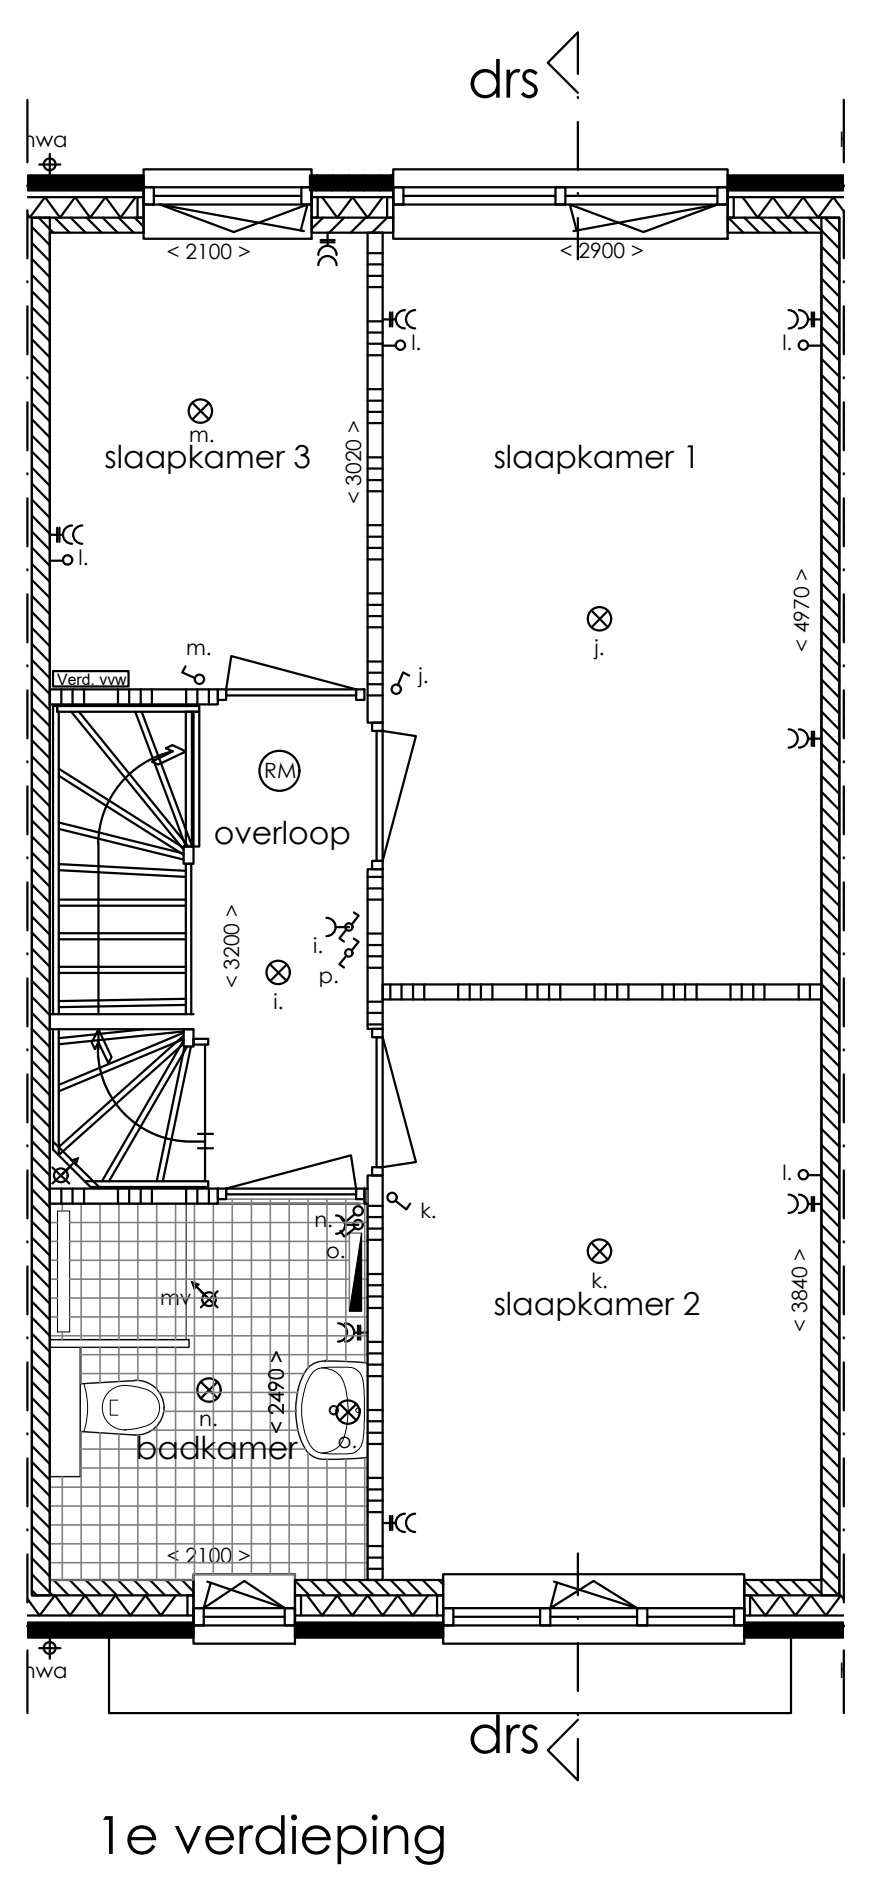 drs
hwa
< 2100 >
< 2900 >
l.
l.
m.
slaapkamer 3
< 3020 >
slaapkamer 1
l.
< 4970 >
j.
m.
j.
Verd. vvw
RM
overloop
< 3200 >
i.
p.
i.
l.
n.
k.
o.
k.
mv
slaapkamer 2
< 3840 >
< 2490 >
n.
o.
badkamer
< 2100 >
hwa
drs
1e verdieping